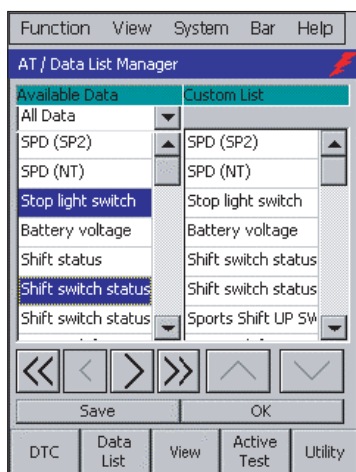 Function View System Bar Help
AT / Data List Manager
Available Data Custom List
All Data
SPD (SP2) SPD (SP2)
SPD (NT) SPD (NT)
Stop light switch Stop light switch
Battery voltage Battery voltage
Shift status Shift switch status
Shift switch status Shift switch status
Shift switch status Sports Shift UP SW
<< < > >>
Save OK
DTC Data List View Active Test Utility